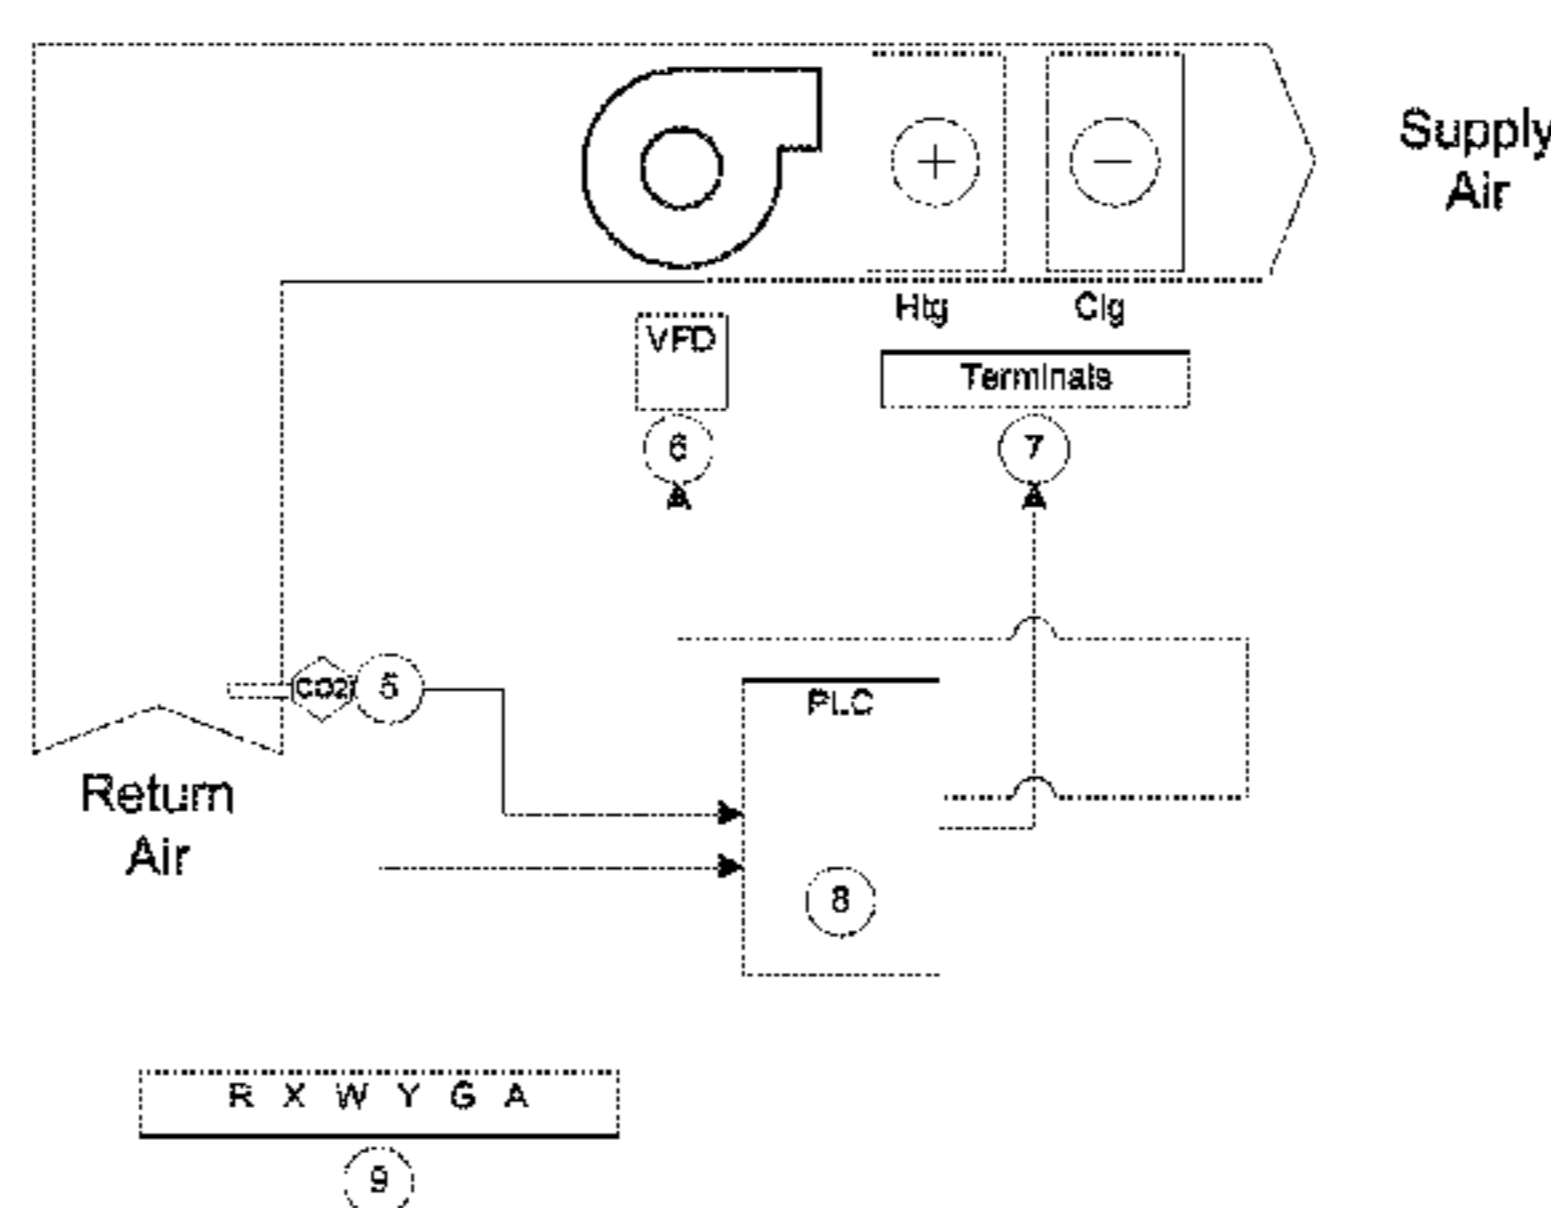 Supply
Air
Htg
Clg
VFD
Terminals
6
7
CO2
5
PLC
Return
Air
8
R X W Y G A
9